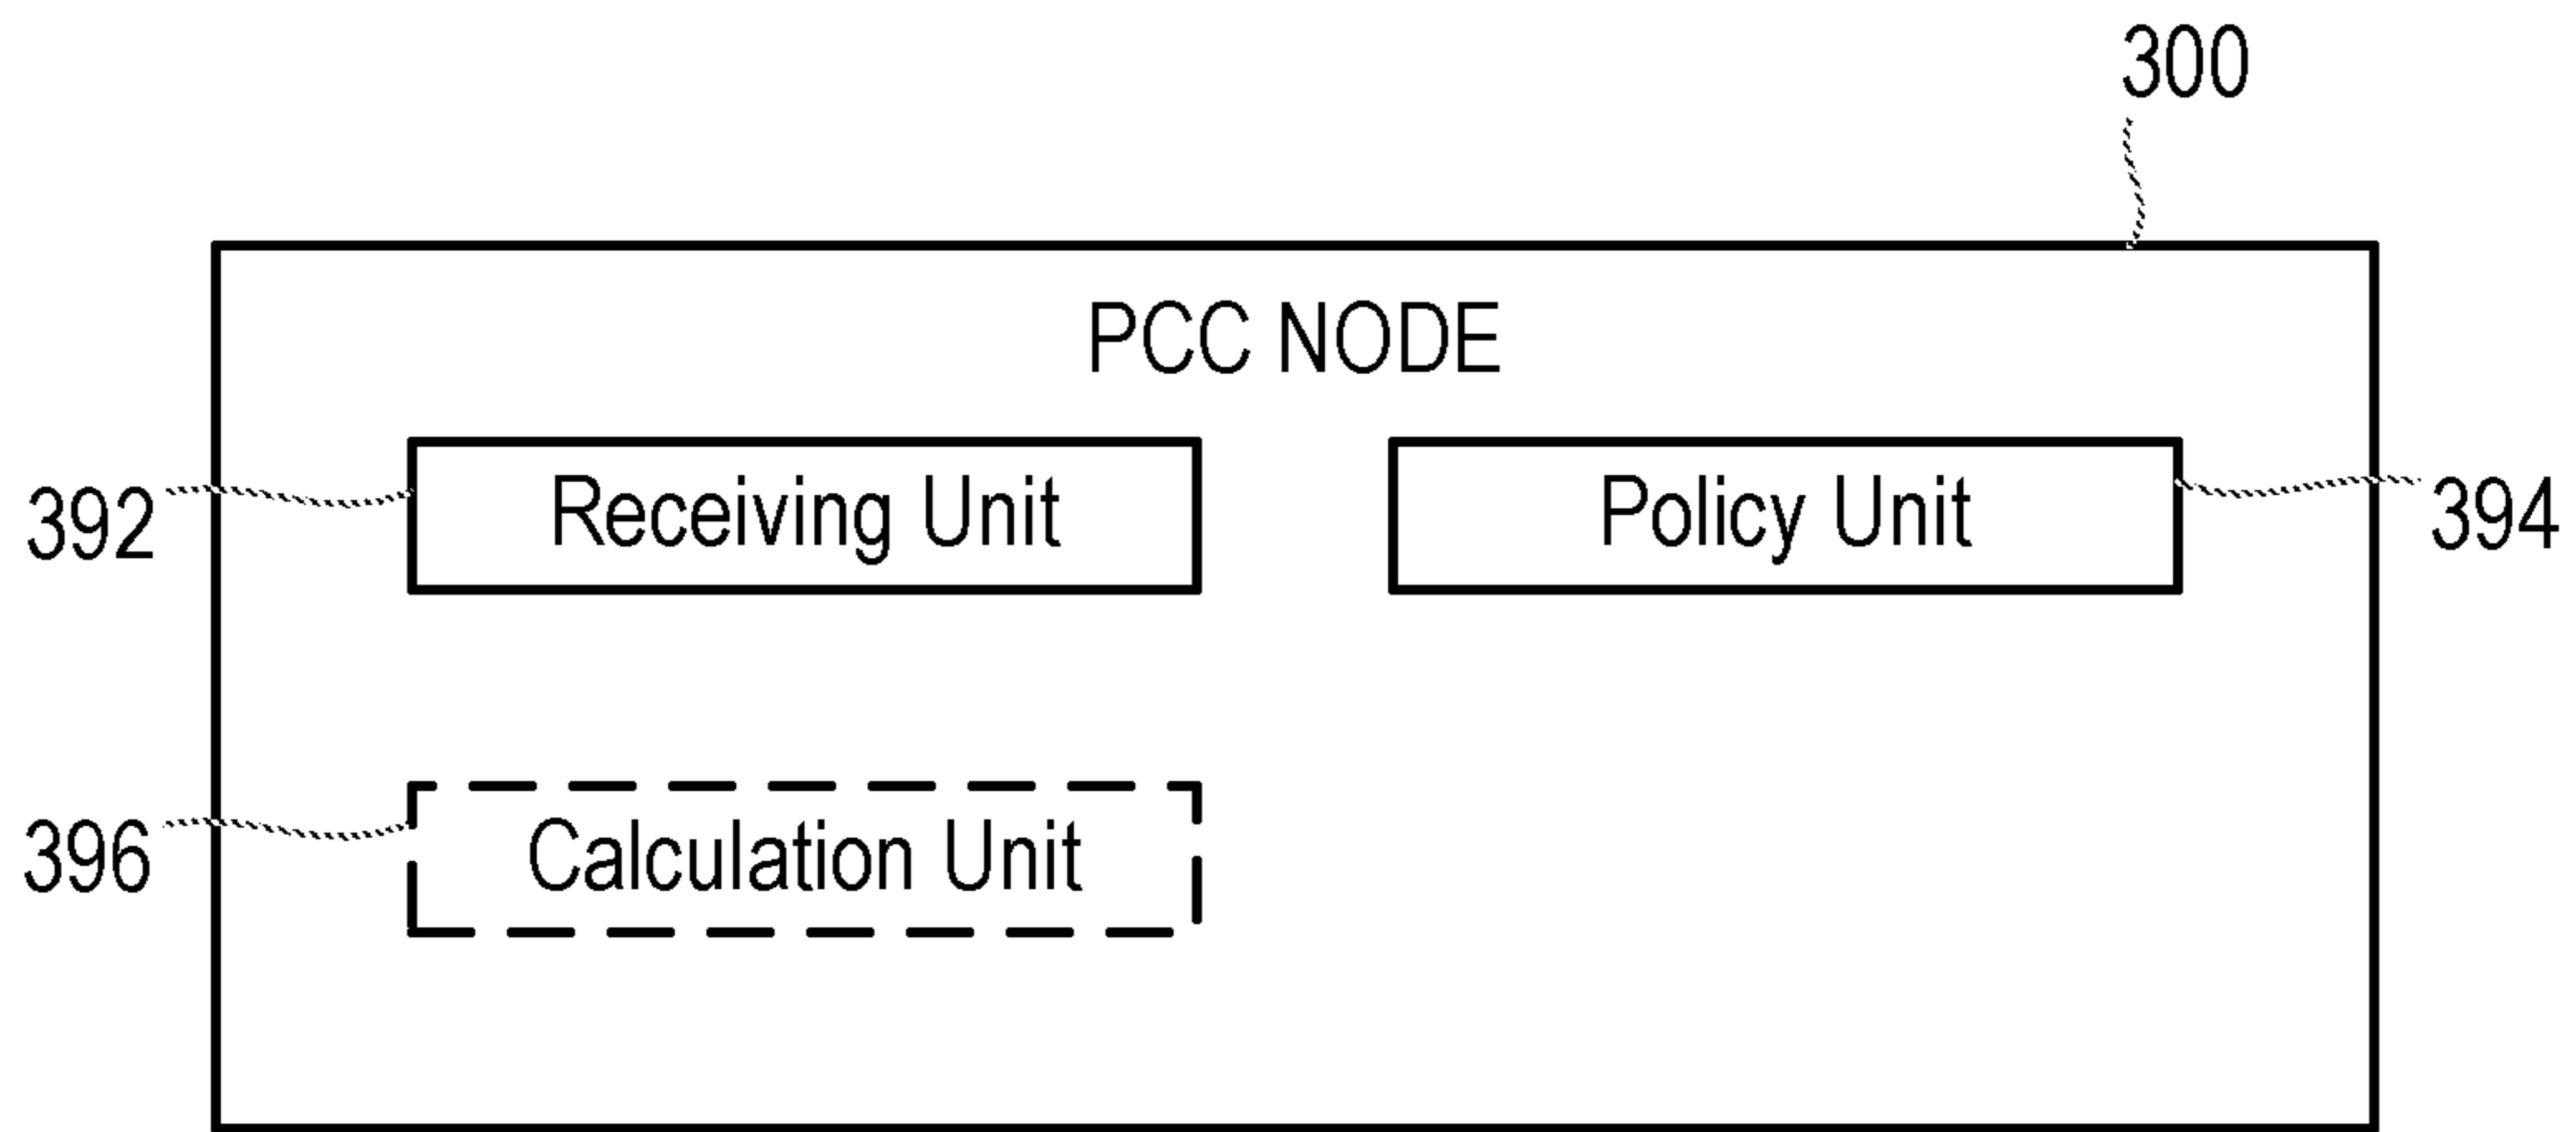 300
PCC NODE
392
Receiving Unit
Policy Unit
394
396
Calculation Unit